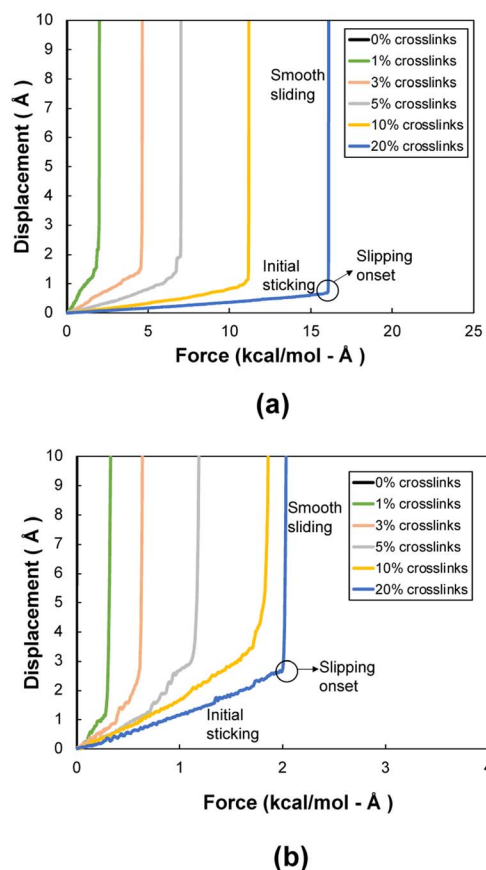 10
9
8
7
6
5
4
3
2
1
0
Displacement ( Å )
0% crosslinks
1% crosslinks
3% crosslinks
5% crosslinks
10% crosslinks
20% crosslinks
Smooth
sliding
Initial
sticking
Slipping
onset
0 5 10 15 20 25
Force (kcal/mol - Å )
(a)
10
9
8
7
6
5
4
3
2
1
0
Displacement ( Å )
0% crosslinks
1% crosslinks
3% crosslinks
5% crosslinks
10% crosslinks
20% crosslinks
Smooth
sliding
Slipping
onset
Initial
sticking
0 1 2 3 4
Force (kcal/mol - Å )
(b)